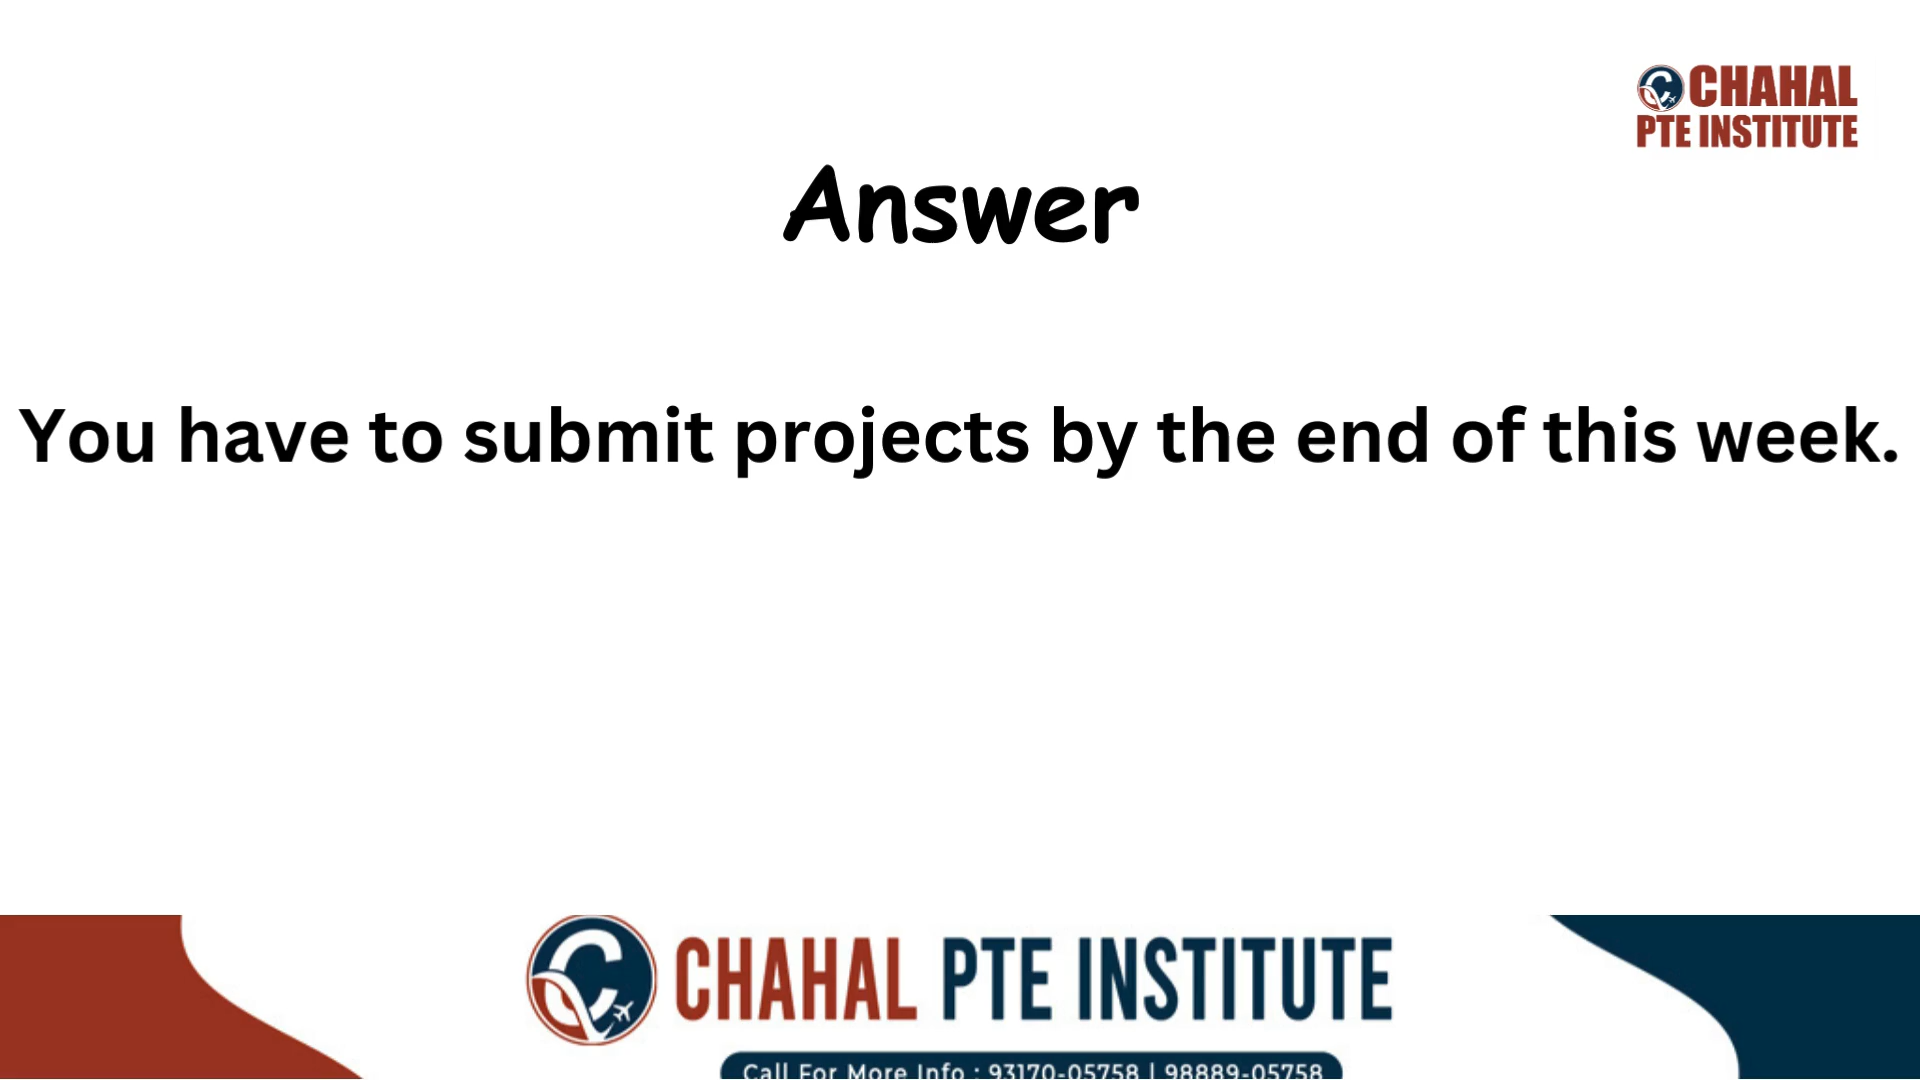 CHAHAL
PTE INSTITUTE
Answer
You have to submit projects by the end of this week.
CHAHAL PTE INSTITUTE
Call For More Info : 93170-05758 | 98889-05758